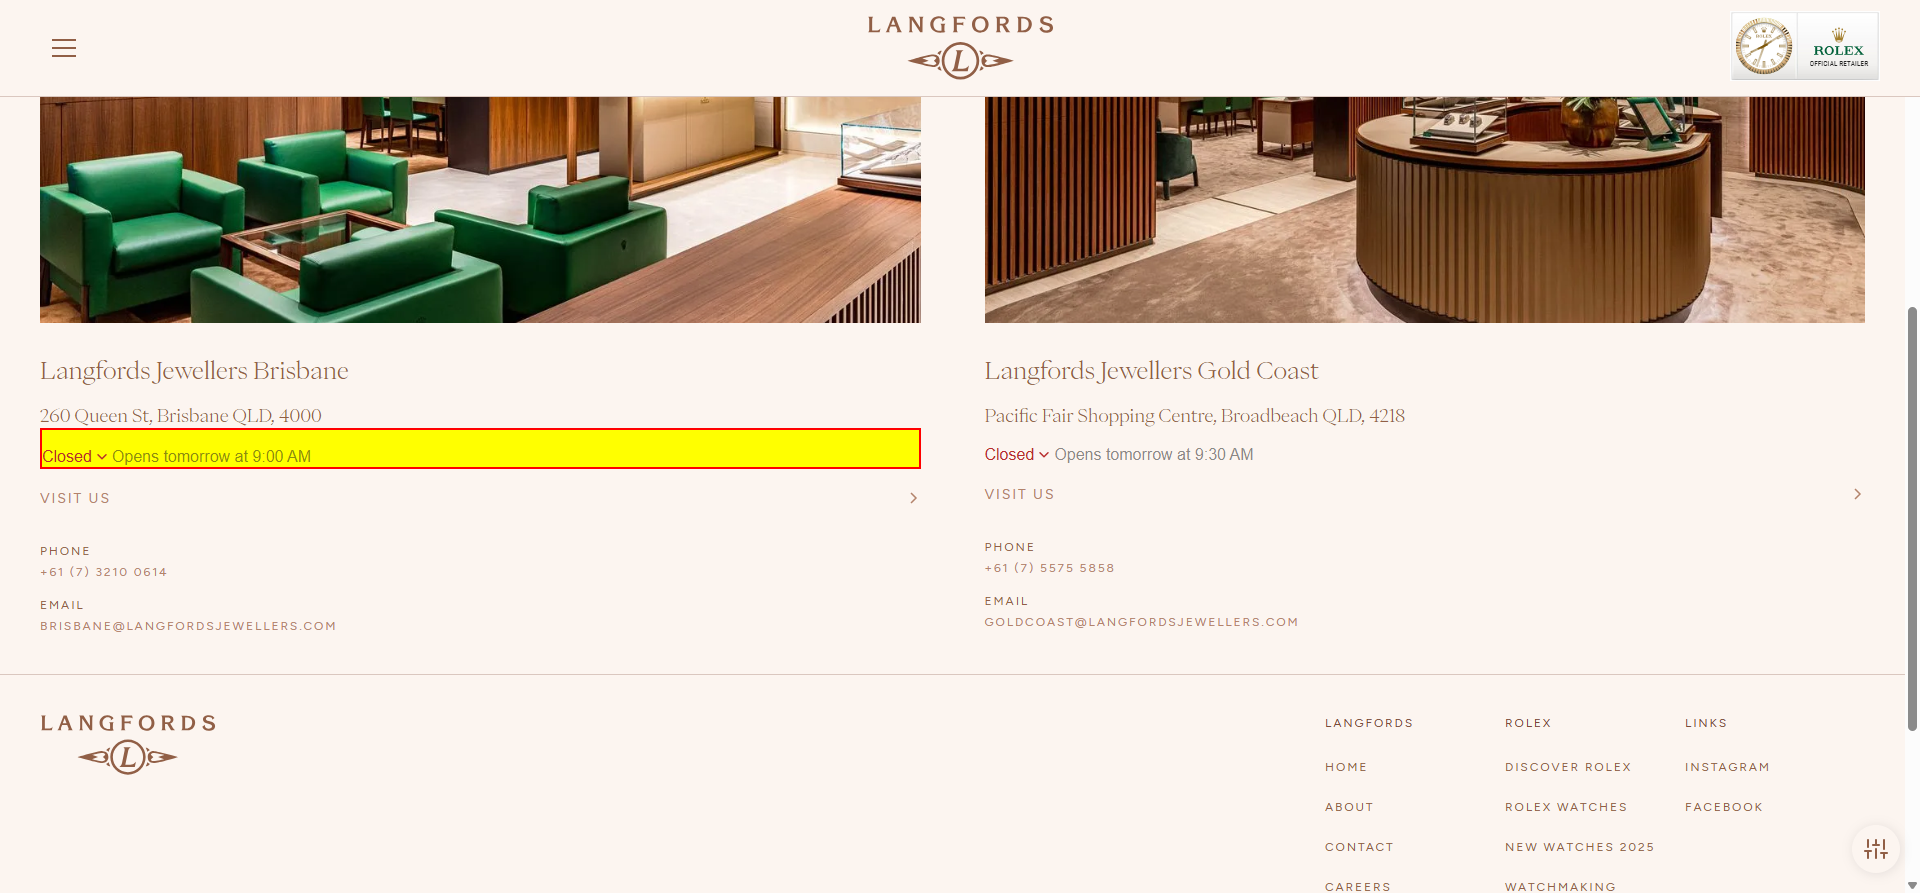 LANGFORDS
L
ROLEX
OFFICIAL RETAILER
Langfords Jewellers Brisbane
260 Queen St, Brisbane QLD, 4000
Closed Opens tomorrow at 9:00 AM
VISIT US
PHONE
+61 (7) 3210 0614
EMAIL
BRISBANE@LANGFORDSJEWELLERS.COM
Langfords Jewellers Gold Coast
Pacific Fair Shopping Centre, Broadbeach QLD, 4218
Closed Opens tomorrow at 9:30 AM
VISIT US
PHONE
+61 (7) 5575 5858
EMAIL
GOLDCOAST@LANGFORDSJEWELLERS.COM
LANGFORDS
L
LANGFORDS
HOME
ABOUT
CONTACT
CAREERS
ROLEX
DISCOVER ROLEX
ROLEX WATCHES
NEW WATCHES 2025
WATCHMAKING
LINKS
INSTAGRAM
FACEBOOK